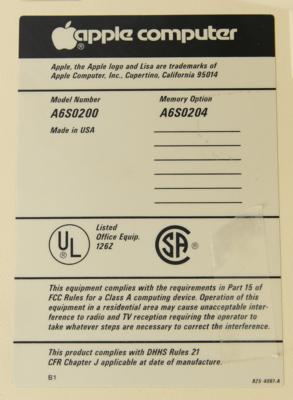 apple computer
Apple, the Apple logo and Lisa are trademarks of
Apple Computer, Inc., Cupertino, California 95014
Model Number Memory Option
A6S0200 A6S0204
Made in USA
UL
Listed
Office Equip.
126Z
SA
This equipment complies with the requirements in Part 15 of
FCC Rules for a Class A computing device. Operation of this
equipment in a residential area may cause unacceptable inter-
ference to radio and TV reception requiring the operator to
take whatever steps are necessary to correct the interference.
This product complies with DHHS Rules 21
CFR Chapter J applicable at date of manufacture.
B1